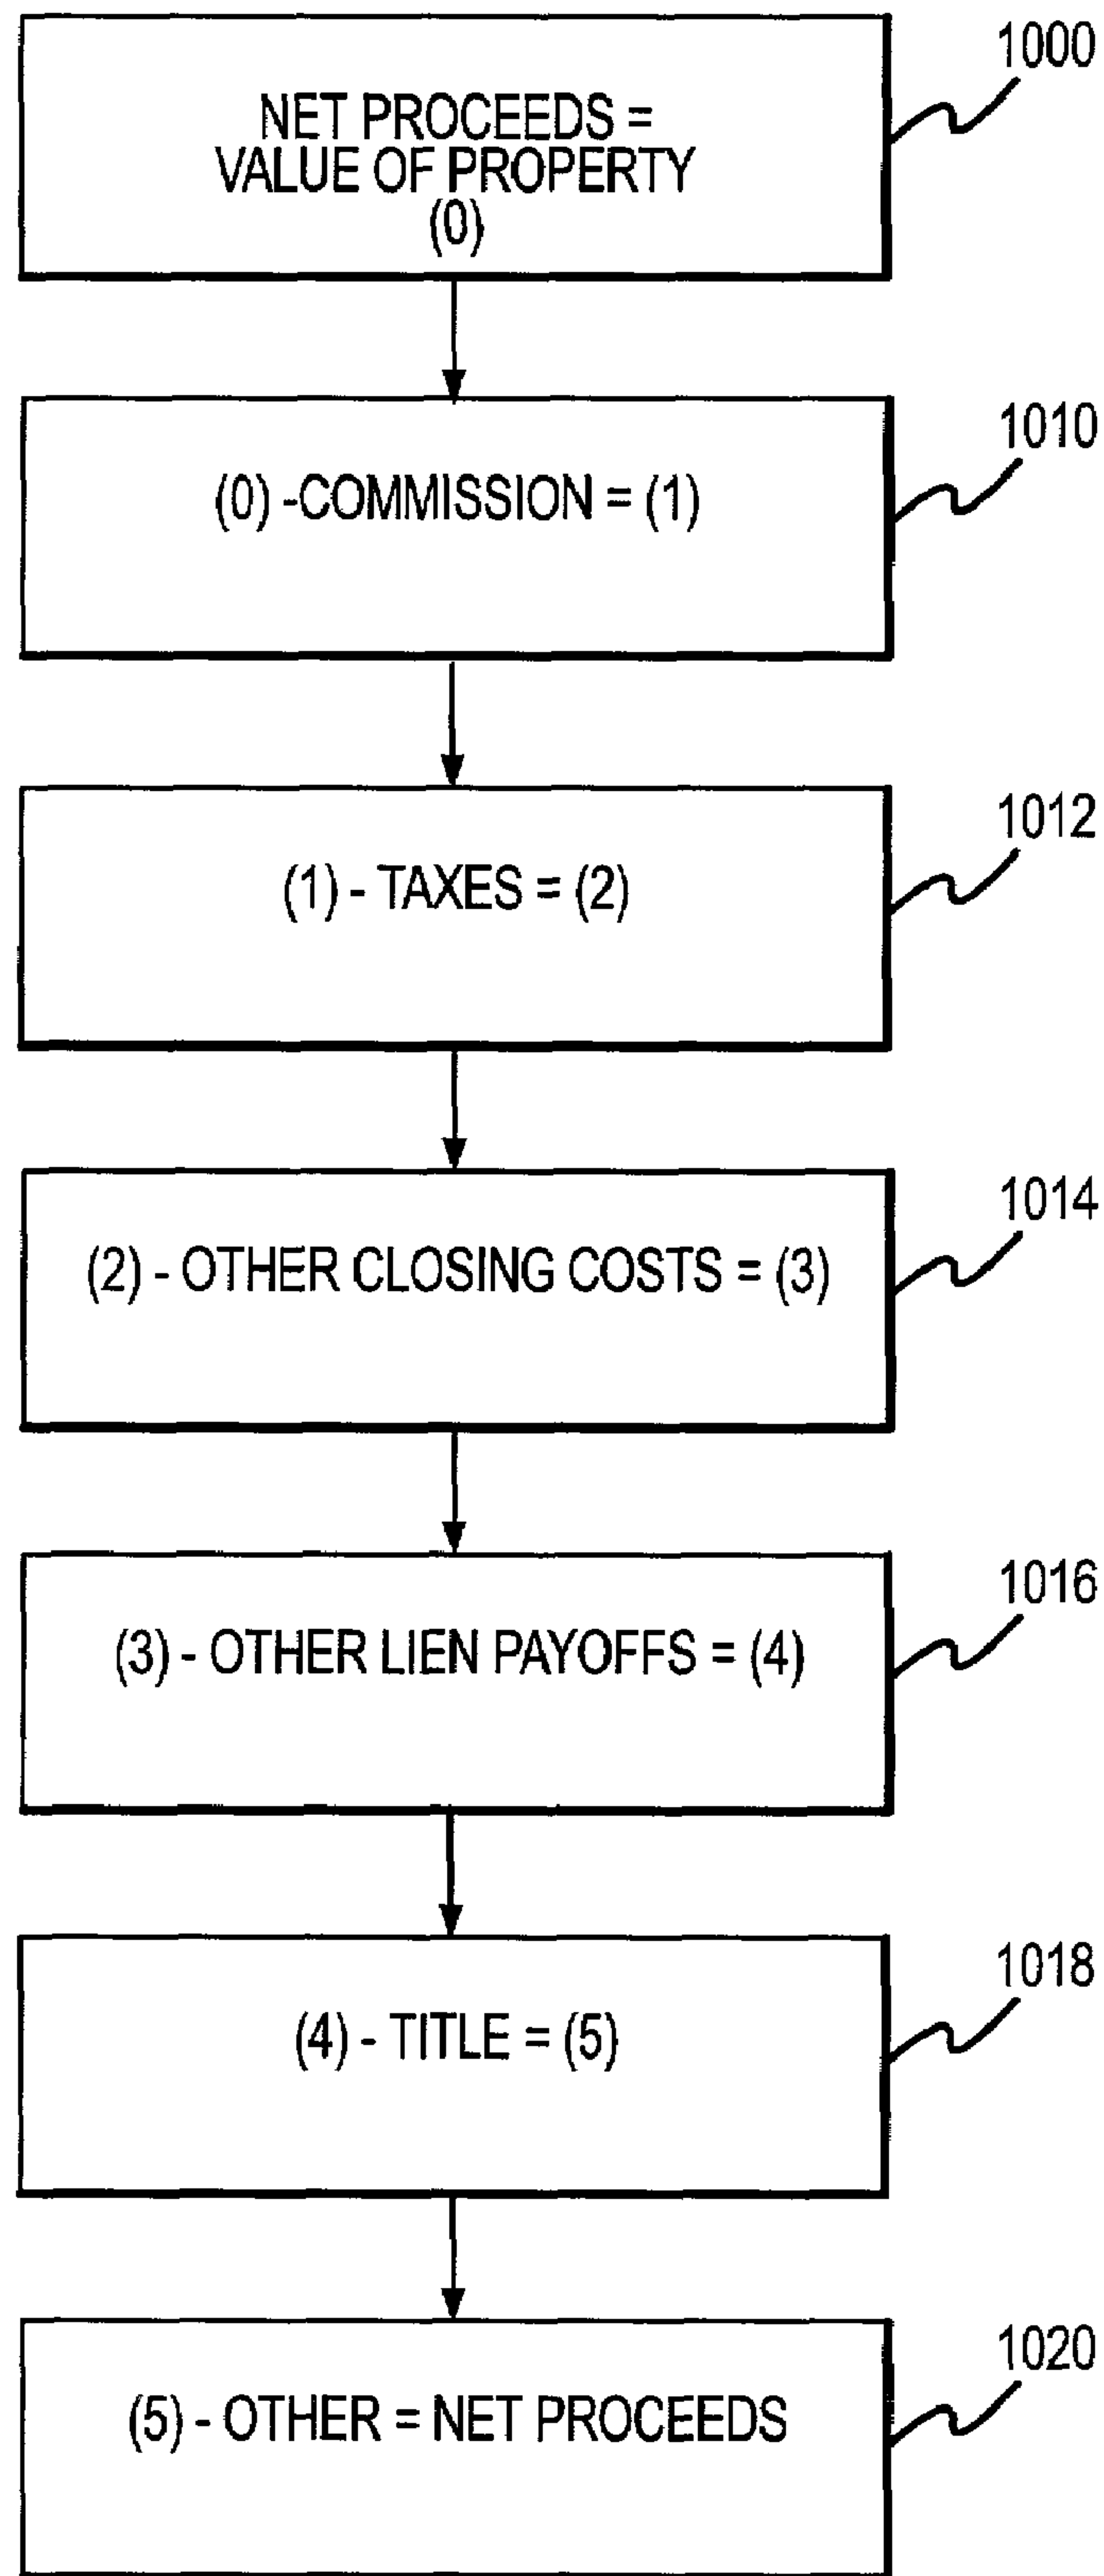 1000
NET PROCEEDS =
VALUE OF PROPERTY
(0)
1010
(0) -COMMISSION = (1)
1012
(1) - TAXES = (2)
1014
(2) - OTHER CLOSING COSTS = (3)
1016
(3) - OTHER LIEN PAYOFFS = (4)
1018
(4) - TITLE = (5)
1020
(5) - OTHER = NET PROCEEDS